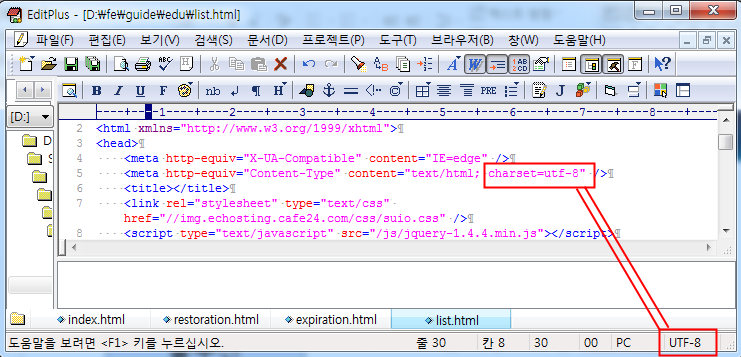 EditPlus - [D:₩fe₩guide₩edu₩list.html]
파일(F) 편집(E) 보기(V) 검색(S) 문서(D) 프로젝트(P) 도구(T) 브라우저(B) 창(W) 도움말(H)
[D:]
----+----1----+----2----+----3----+----4----+----5----+----6----+----7----+----8----
2 <html xmlns="http://www.w3.org/1999/xhtml">
3 <head>
4 <meta http-equiv="X-UA-Compatible" content="IE=edge" />
5 <meta http-equiv="Content-Type" content="text/html; charset=utf-8" />
6 <title></title>
7 <link rel="stylesheet" type="text/css"
href="//img.echosting.cafe24.com/css/suio.css" />
8 <script type="text/javascript" src="/js/jquery-1.4.4.min.js"></script>
index.html restoration.html expiration.html list.html
도움말을 보려면 <F1> 키를 누르십시오. 줄 30 칸 8 30 00 PC UTF-8